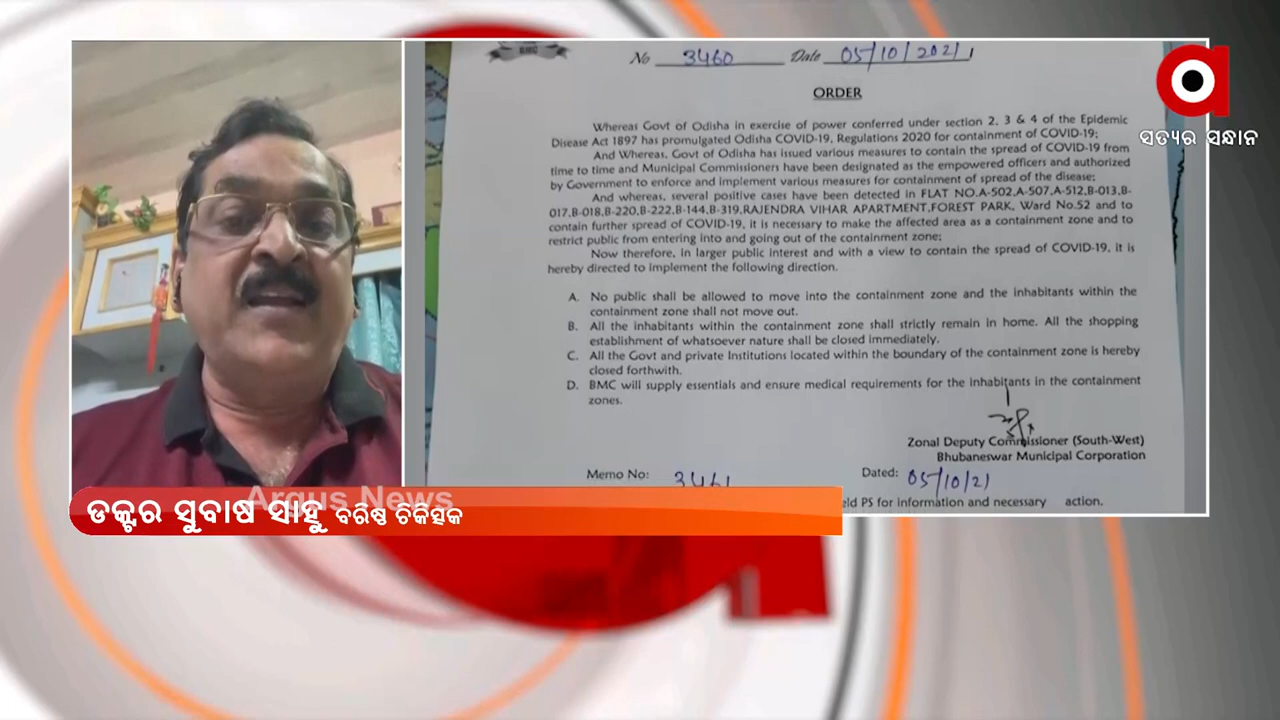 BMC
No 3460 Date 05/10/2021
ORDER
Whereas Govt of Odisha in exercise of power conferred under section 2, 3 & 4 of the Epidemic
Disease Act 1897 has promulgated Odisha COVID-19, Regulations 2020 for containment of COVID-19;
And Whereas, Govt of Odisha has issued various measures to contain the spread of COVID-19 from
time to time and Municipal Commissioners have been designated as the empowered officers and authorized
by Government to enforce and implement various measures for containment of spread of the disease;
And whereas, several positive cases have been detected in FLAT NO.A-502,A-507,A-512,B-013,B-
017,B-018,B-220,B-222,B-144,B-319,RAJENDRA VIHAR APARTMENT,FOREST PARK, Ward No.52 and to
contain further spread of COVID-19, it is necessary to make the affected area as a containment zone and to
restrict public from entering into and going out of the containment zone;
Now therefore, in larger public interest and with a view to contain the spread of COVID-19, it is
hereby directed to implement the following direction.
A. No public shall be allowed to move into the containment zone and the inhabitants within the
containment zone shall not move out.
B. All the inhabitants within the containment zone shall strictly remain in home. All the shopping
establishment of whatsoever nature shall be closed immediately.
C. All the Govt and private Institutions located within the boundary of the containment zone is hereby
closed forthwith.
D. BMC will supply essentials and ensure medical requirements for the inhabitants in the containment
zones.
Zonal Deputy Commissioner (South-West)
Bhubaneswar Municipal Corporation
Memo No: 3461 Dated: 05/10/21
eld PS for information and necessary action.
ସତ୍ୟର ସନ୍ଧାନ
Argus News
ଡକ୍ଟର ସୁବାଷ ସାହୁ ବରିଷ୍ଠ ଚିକିତ୍ସକ